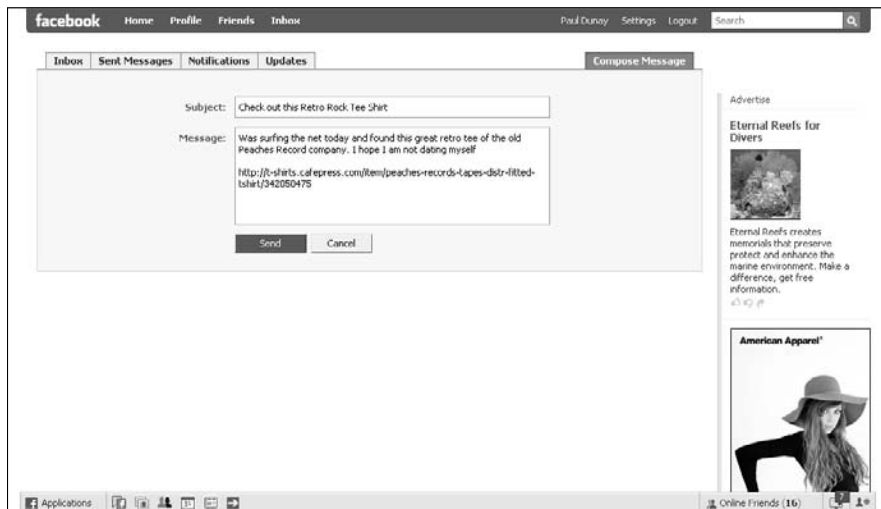 facebook Home Profile Friends Inbox Paul Dunay Settings Logout Search
Inbox Sent Messages Notifications Updates Compose Message
Subject: Check out this Retro Rock Tee Shirt
Message: Was surfing the net today and found this great retro tee of the old
Peaches Record company. I hope I am not dating myself
http://t-shirts.cafepress.com/item/peaches-records-tapes-distr-fitted-
tshirt/342050475
Send Cancel
Advertise
Eternal Reefs for
Divers
Eternal Reefs creates
memorials that preserve
protect and enhance the
marine environment. Make a
difference, get free
information.
American Apparel®
Applications 31 Online Friends (16) 7